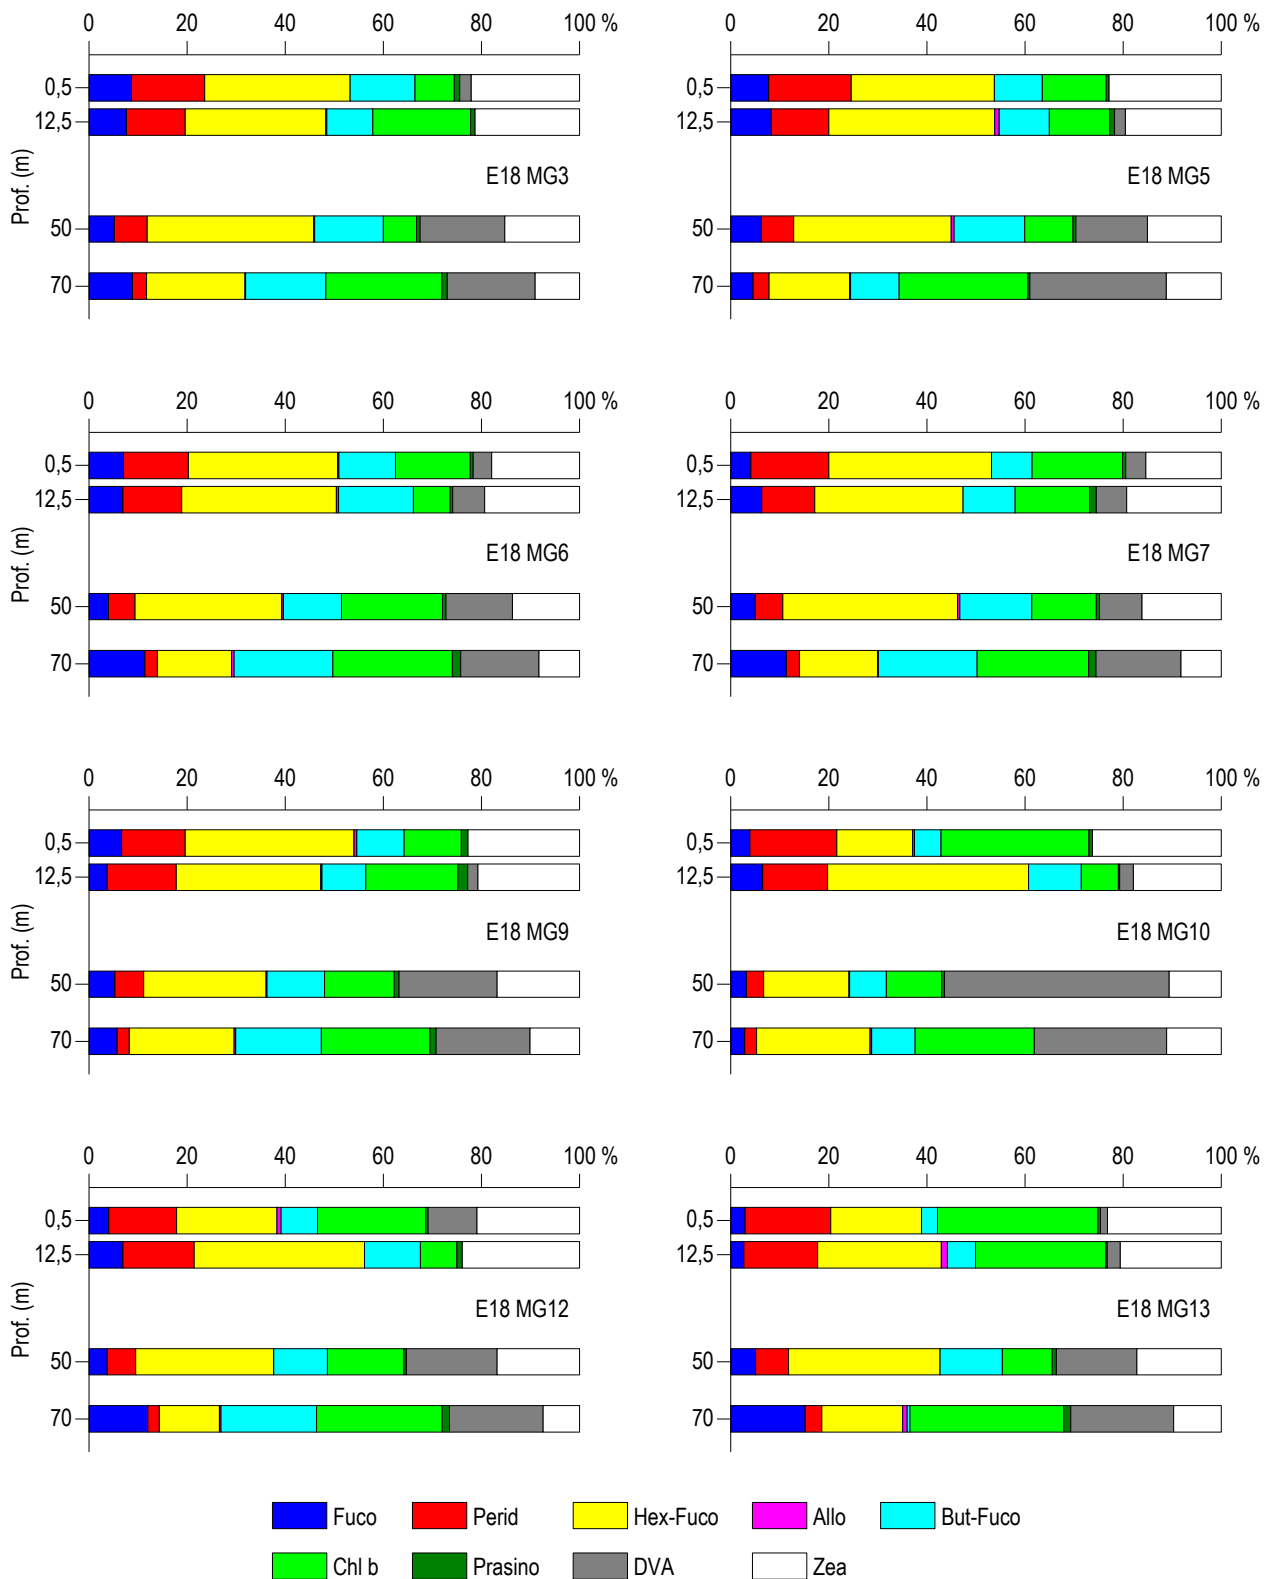 0 20 40 60 80 100 %
0,5
12,5
Prof. (m)
E18 MG3
50
70
0 20 40 60 80 100 %
0,5
12,5
E18 MG5
50
70
0 20 40 60 80 100 %
0,5
12,5
Prof. (m)
E18 MG6
50
70
0 20 40 60 80 100 %
0,5
12,5
E18 MG7
50
70
0 20 40 60 80 100 %
0,5
12,5
Prof. (m)
E18 MG9
50
70
0 20 40 60 80 100 %
0,5
12,5
E18 MG10
50
70
0 20 40 60 80 100 %
0,5
12,5
Prof. (m)
E18 MG12
50
70
0 20 40 60 80 100 %
0,5
12,5
E18 MG13
50
70
Fuco Perid Hex-Fuco Allo But-Fuco
Chl b Prasino DVA Zea